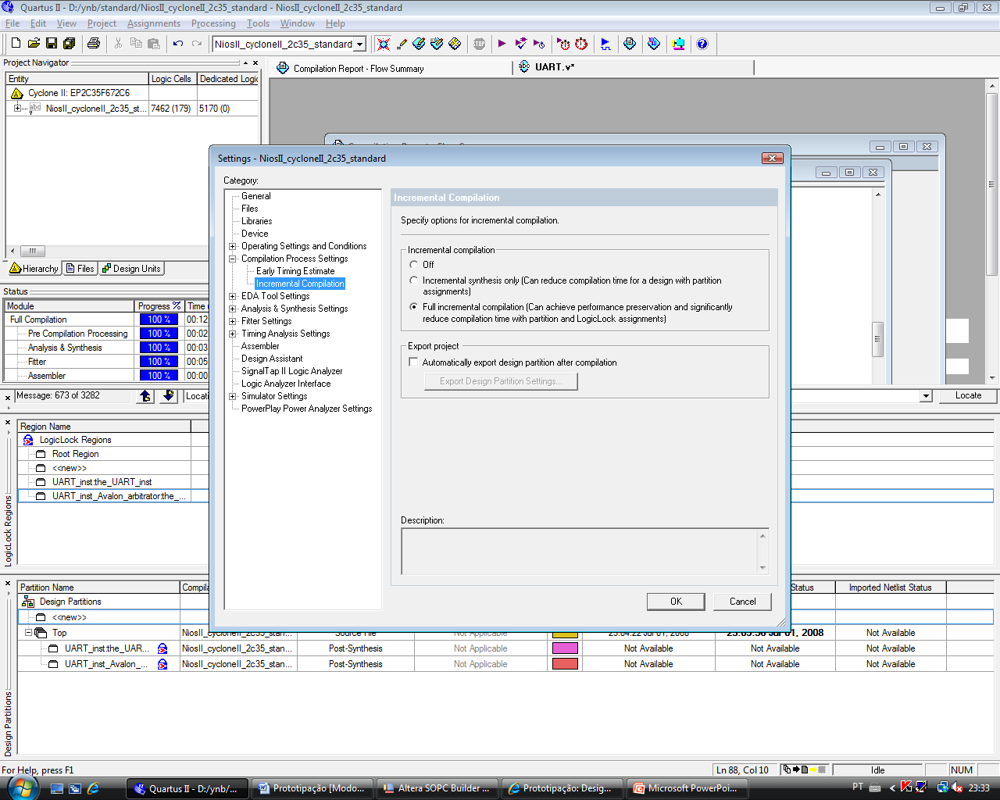 Quartus II - D:/ynb/standard/NiosII_cycloneII_2c35_standard - NiosII_cycloneII_2c35_standard
File Edit View Project Assignments Processing Tools Window Help
NiosII_cycloneII_2c35_standard
STOP
Project Navigator
Compilation Report - Flow Summary
abc UART.v*
Entity Logic Cells Dedicated Logic
Cyclone II: EP2C35F672C6
abc NiosII_cycloneII_2c35_st... 7462 (179) 5170 (0)
Hierarchy Files Design Units
Status
Module Progress % Time
Full Compilation 100 % 00:12
Pre Compilation Processing 100 % 00:02
Analysis & Synthesis 100 % 00:03
Fitter 100 % 00:05
Assembler 100 % 00:00
Settings - NiosII_cycloneII_2c35_standard
Category:
General
Files
Libraries
Device
Operating Settings and Conditions
Compilation Process Settings
Early Timing Estimate
Incremental Compilation
EDA Tool Settings
Analysis & Synthesis Settings
Fitter Settings
Timing Analysis Settings
Assembler
Design Assistant
SignalTap II Logic Analyzer
Logic Analyzer Interface
Simulator Settings
PowerPlay Power Analyzer Settings
Incremental Compilation
Specify options for incremental compilation.
Incremental compilation
Off
Incremental synthesis only (Can reduce compilation time for a design with partition
assignments)
Full incremental compilation (Can achieve performance preservation and significantly
reduce compilation time with partition and LogicLock assignments)
Export project
Automatically export design partition after compilation
Export Design Partition Settings...
Description:
OK Cancel
Message: 673 of 3282 Locati Locate
Region Name
LogicLock Regions
Root Region
<<new>>
UART_inst:the_UART_inst
UART_inst_Avalon_arbitrator:the_...
LogicLock Regions
Partition Name Compila Status Imported Netlist Status
Design Partitions
<<new>>
Top NiosII_cycloneII_2c35_stan... Source File Not Applicable 23:04:22 Jul 01, 2008 23:05:56 Jul 01, 2008 Not Available
UART_inst:the_UAR... NiosII_cycloneII_2c35_stan... Post-Synthesis Not Applicable Not Available Not Available Not Available
UART_inst_Avalon_... NiosII_cycloneII_2c35_stan... Post-Synthesis Not Applicable Not Available Not Available Not Available
Design Partitions
For Help, press F1 Ln 88, Col 10 Idle NUM
Quartus II - D:/ynb/... Prototipação [Modo... Altera SOPC Builder ... Prototipação: Desig... Microsoft PowerPoi... PT 23:33